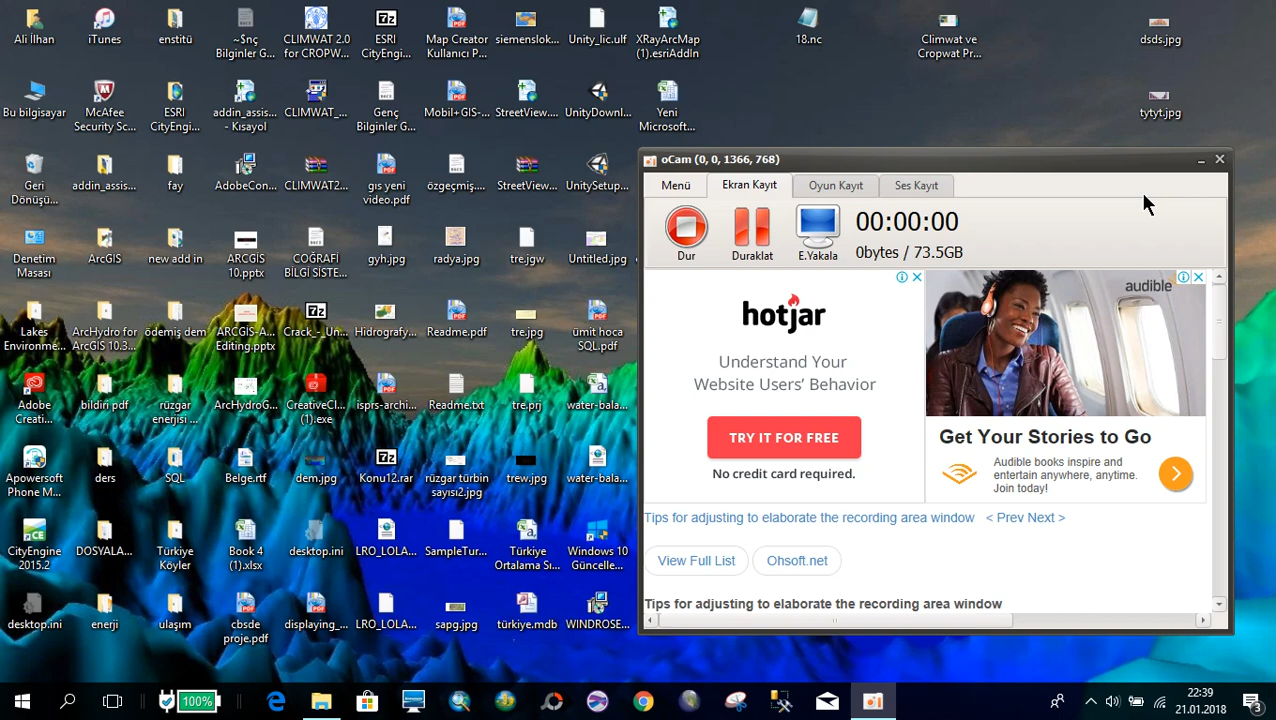 Ali İlhan
iTunes
enstitü
~$nç
Bilginler G...
CLIMWAT 2.0
for CROPW...
ESRI
CityEngi...
Map Creator
Kullanıcı P...
siemenslok...
Unity_lic.ulf
XRayArcMap
(1).esriAddIn
18.nc
Climwat ve
Cropwat Pr...
dsds.jpg
Bu bilgisayar
McAfee
Security Sc...
ESRI
CityEngi...
addin_assis...
- Kısayol
CLIMWAT_...
Genç
Bilginler G...
Mobil+GIS-...
StreetView...
UnityDownl...
Yeni
Microsoft...
tytyt.jpg
Geri
Dönüşü...
addin_assis...
fay
AdobeCon...
CLIMWAT2...
gıs yeni
video.pdf
özgeçmiş....
StreetView...
UnitySetup...
Denetim
Masası
ArcGIS
new add in
ARCGİS
10.pptx
COĞRAFİ
BİLGİ SİSTE...
gyh.jpg
radya.jpg
tre.jgw
Untitled.jpg
Lakes
Environme...
ArcHydro for
ArcGIS 10.3...
ödemiş dem
ARCGİS-A...
Editing.pptx
Crack_-_Un...
Hidrografy...
Readme.pdf
tre.jpg
ümit hoca
SQL.pdf
Adobe
Creati...
bildiri pdf
rüzgar
enerjisi ...
ArcHydroG...
CreativeCl...
(1).exe
isprs-archi...
Readme.txt
tre.prj
water-bala...
Apowersoft
Phone M...
ders
SQL
Belge.rtf
dem.jpg
Konu12.rar
rüzgar türbin
sayısı2.jpg
trew.jpg
water-bala...
CityEngine
2015.2
DOSYALA...
Türkiye
Köyler
Book 4
(1).xlsx
desktop.ini
LRO_LOLA...
SampleTur...
Türkiye
Ortalama Sı...
Windows 10
Güncelle...
desktop.ini
enerji
ulaşım
cbsde
proje.pdf
displaying_...
LRO_LOLA...
sapg.jpg
türkiye.mdb
WINDROSE...
oCam (0, 0, 1366, 768)
Menü
Ekran Kayıt
Oyun Kayıt
Ses Kayıt
Dur
Duraklat
E.Yakala
00:00:00
0bytes / 73.5GB
hotjar
Understand Your
Website Users' Behavior
TRY IT FOR FREE
No credit card required.
audible
Get Your Stories to Go
Audible books inspire and
entertain anywhere, anytime.
Join today!
Tips for adjusting to elaborate the recording area window < Prev Next >
View Full List
Ohsoft.net
Tips for adjusting to elaborate the recording area window
100%
22:39
21.01.2018
3